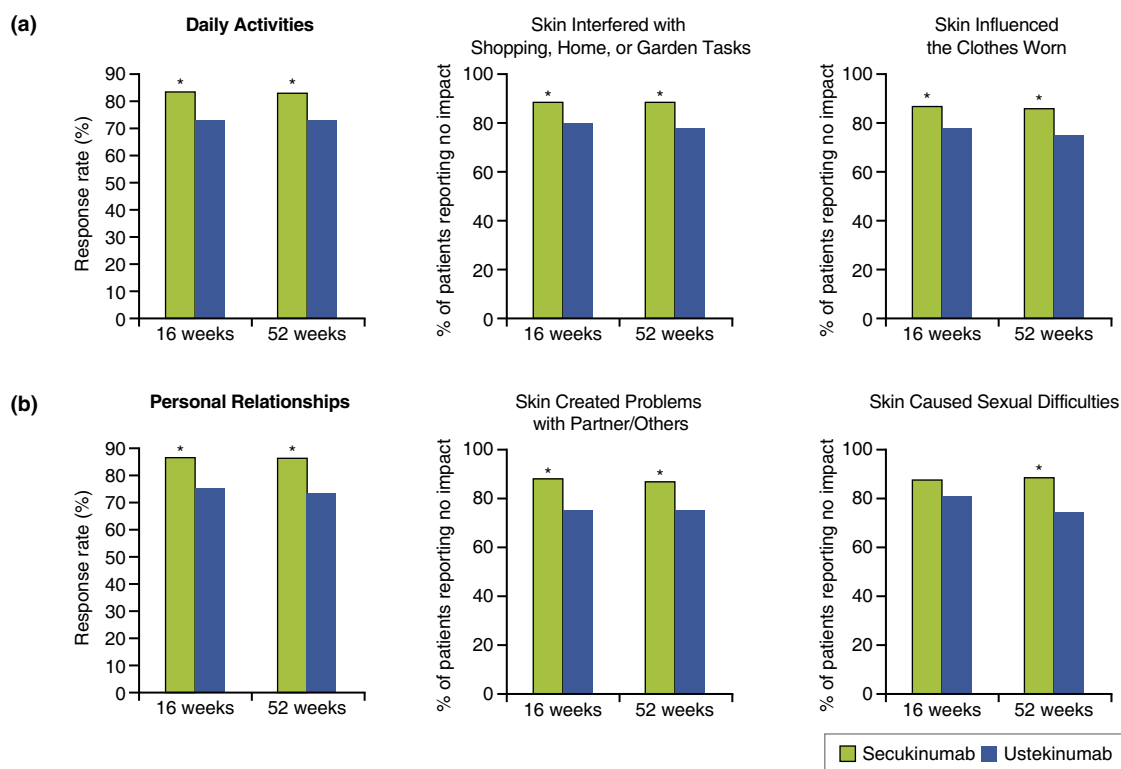 (a)
Daily Activities
Response rate (%)
90
80
70
60
50
40
30
20
10
0
*
*
16 weeks
52 weeks
Skin Interfered with
Shopping, Home, or Garden Tasks
% of patients reporting no impact
100
80
60
40
20
0
*
*
16 weeks
52 weeks
Skin Influenced
the Clothes Worn
% of patients reporting no impact
100
80
60
40
20
0
*
*
16 weeks
52 weeks
(b)
Personal Relationships
Response rate (%)
90
80
70
60
50
40
30
20
10
0
*
*
16 weeks
52 weeks
Skin Created Problems
with Partner/Others
% of patients reporting no impact
100
80
60
40
20
0
*
*
16 weeks
52 weeks
Skin Caused Sexual Difficulties
% of patients reporting no impact
100
80
60
40
20
0
*
16 weeks
52 weeks
Secukinumab
Ustekinumab